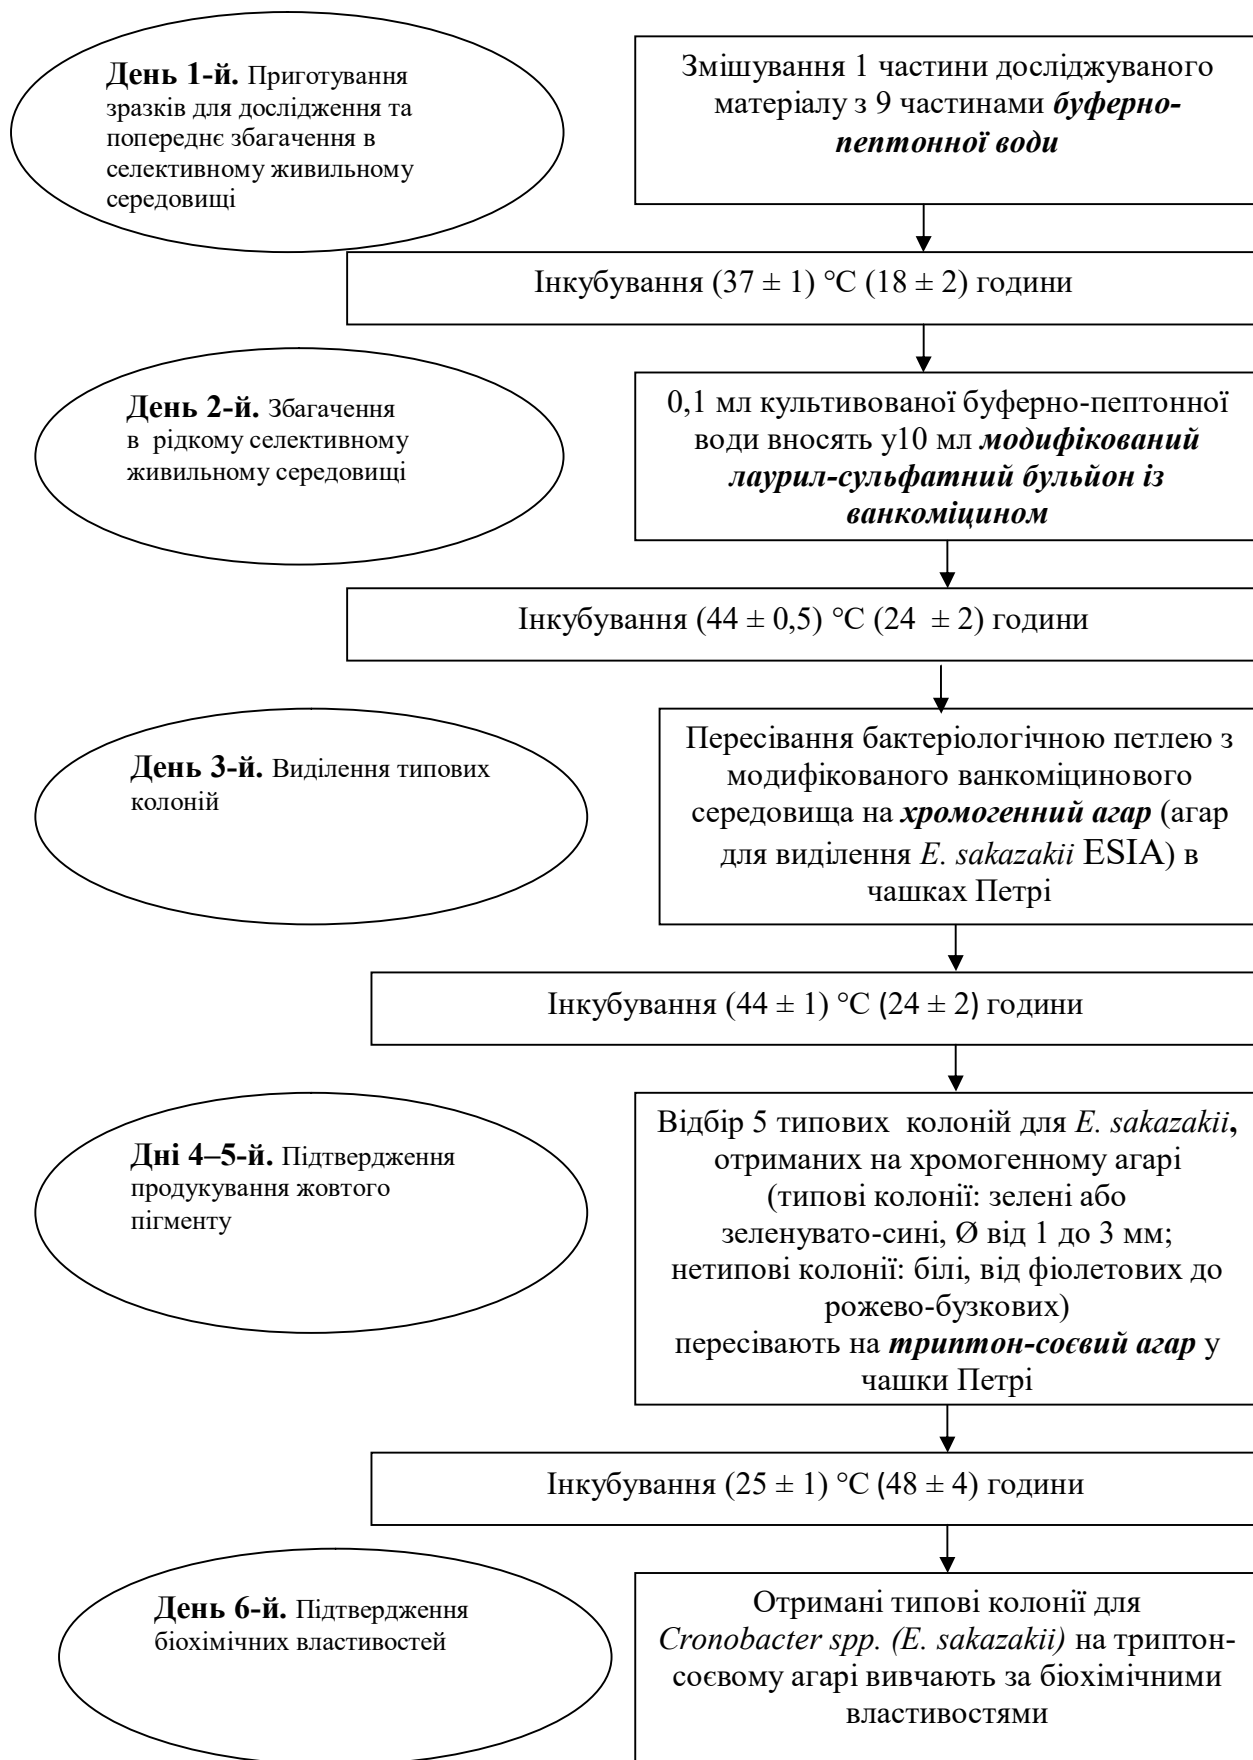 День 1-й. Приготування
зразків для дослідження та
попереднє збагачення в
селективному живильному
середовищі
Змішування 1 частини досліджуваного
матеріалу з 9 частинами буферно-
пептонної води
Інкубування (37 ± 1) °С (18 ± 2) години
День 2-й. Збагачення
в рідкому селективному
живильному середовищі
0,1 мл культивованої буферно-пептонної
води вносять у10 мл модифікований
лаурил-сульфатний бульйон із
ванкоміцином
Інкубування (44 ± 0,5) °С (24 ± 2) години
День 3-й. Виділення типових
колоній
Пересівання бактеріологічною петлею з
модифікованого ванкоміцинового
середовища на хромогенний агар (агар
для виділення E. sakazakii ESIA) в
чашках Петрі
Інкубування (44 ± 1) °С (24 ± 2) години
Дні 4–5-й. Підтвердження
продукування жовтого
пігменту
Відбір 5 типових колоній для E. sakazakii,
отриманих на хромогенному агарі
(типові колонії: зелені або
зеленувато-сині, Ø від 1 до 3 мм;
нетипові колонії: білі, від фіолетових до
рожево-бузкових)
пересівають на триптон-соєвий агар у
чашки Петрі
Інкубування (25 ± 1) °С (48 ± 4) години
День 6-й. Підтвердження
біохімічних властивостей
Отримані типові колонії для
Cronobacter spp. (E. sakazakii) на триптон-
соєвому агарі вивчають за біохімічними
властивостями